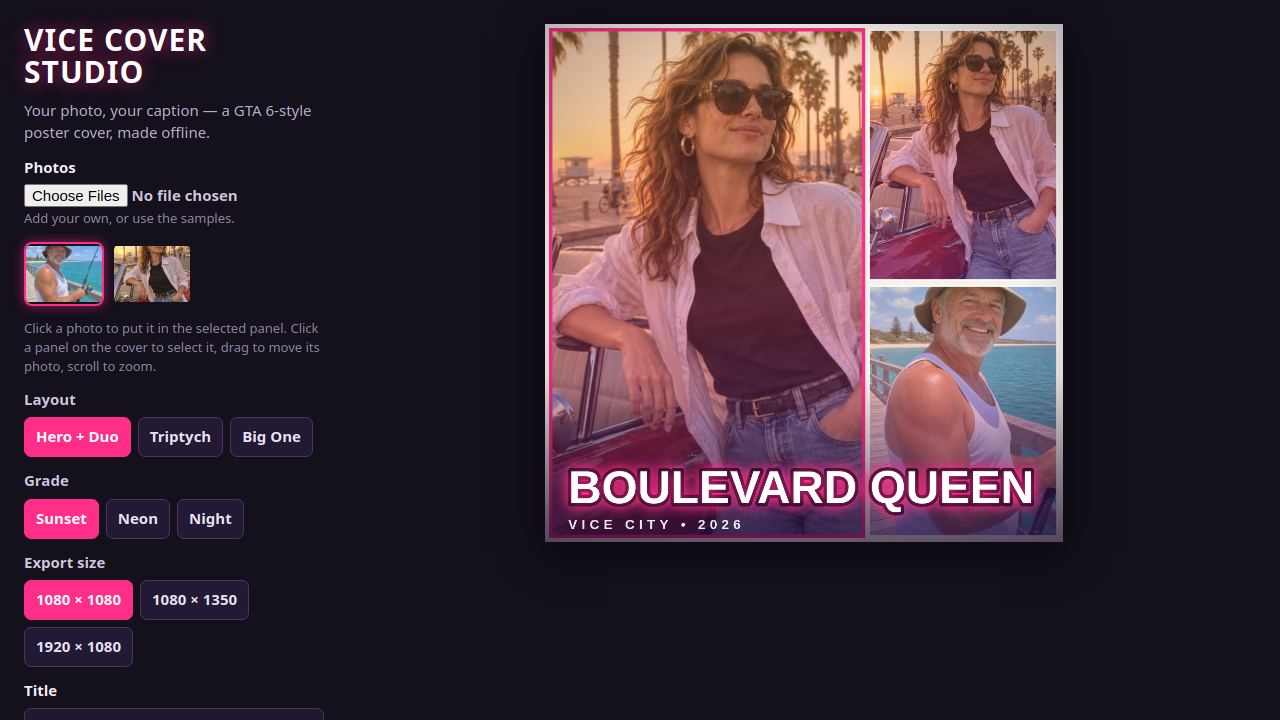 VICE COVER
STUDIO
Your photo, your caption — a GTA 6-style
poster cover, made offline.
Photos
Choose Files No file chosen
Add your own, or use the samples.
Click a photo to put it in the selected panel. Click
a panel on the cover to select it, drag to move its
photo, scroll to zoom.
Layout
Hero + Duo Triptych Big One
Grade
Sunset Neon Night
Export size
1080 × 1080 1080 × 1350
1920 × 1080
Title
BOULEVARD QUEEN
VICE CITY • 2026